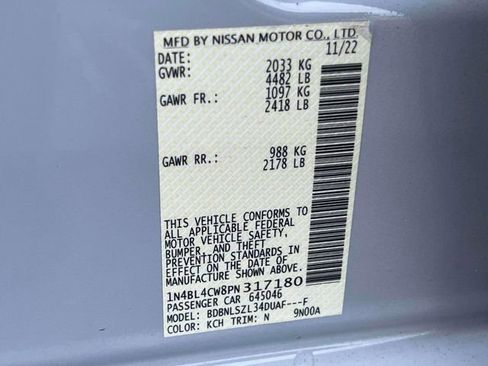 MFD BY NISSAN MOTOR CO., LTD.
DATE: 11/22
GVWR: 2033 KG
4482 LB
GAWR FR.: 1097 KG
2418 LB
GAWR RR.: 988 KG
2178 LB
THIS VEHICLE CONFORMS TO
ALL APPLICABLE FEDERAL
MOTOR VEHICLE SAFETY,
BUMPER, AND THEFT
PREVENTION STANDARDS IN
EFFECT ON THE DATE OF
MANUFACTURE SHOWN ABOVE.
1N4BL4CW8PN317180
PASSENGER CAR 645046
MODEL: BDBNLSZL34DUAF---F
COLOR: KCH TRIM: N 9N00A